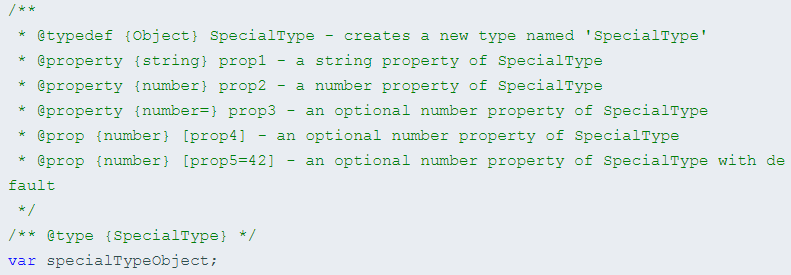 /**
 * @typedef {Object} SpecialType - creates a new type named 'SpecialType'
 * @property {string} prop1 - a string property of SpecialType
 * @property {number} prop2 - a number property of SpecialType
 * @property {number=} prop3 - an optional number property of SpecialType
 * @prop {number} [prop4] - an optional number property of SpecialType
 * @prop {number} [prop5=42] - an optional number property of SpecialType with de
fault
 */
/** @type {SpecialType} */
var specialTypeObject;